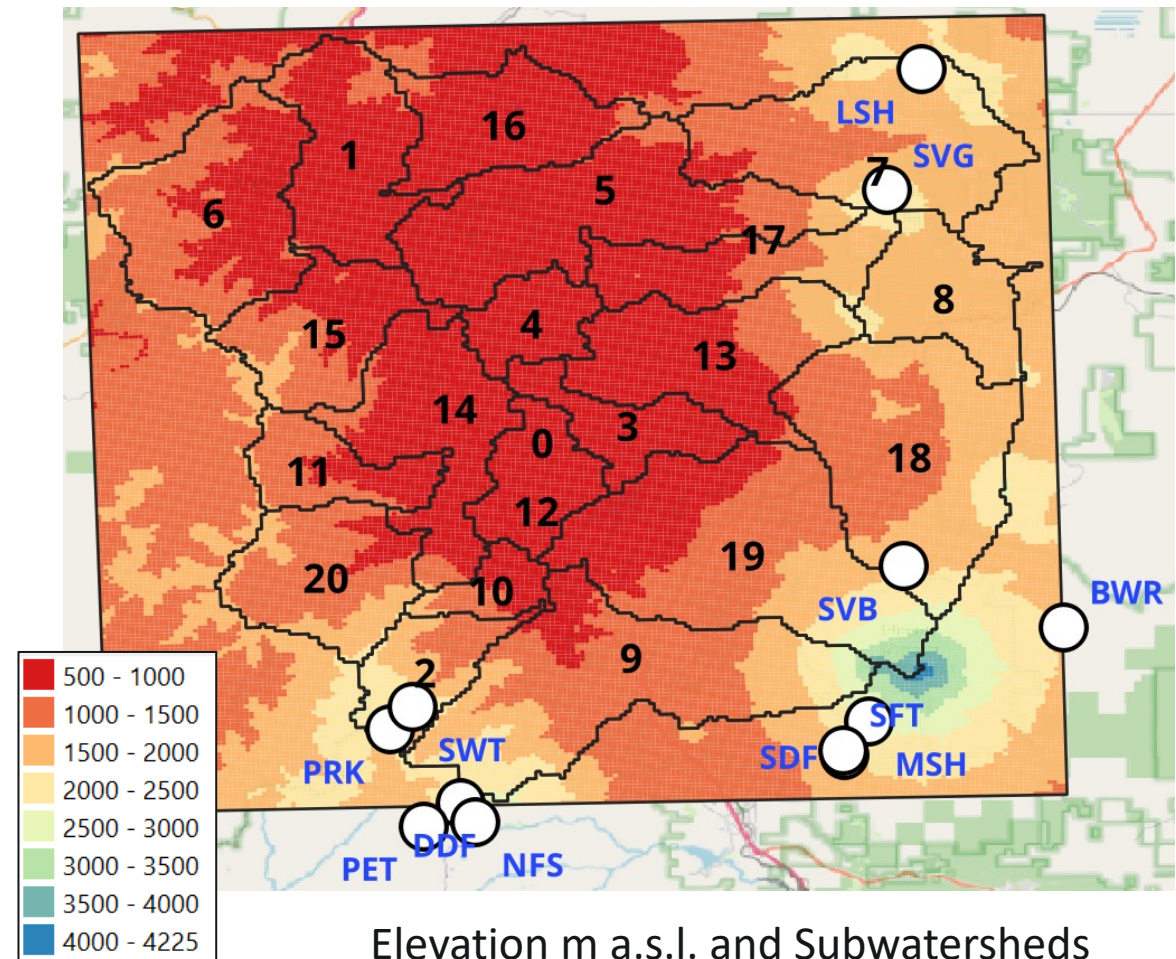 LSH
16
1
SVG
7
5
6
17
8
4
15
13
14
3
0
18
11
12
19
20
10
BWR
SVB
9
2
SFT
SWT
SDF
MSH
PRK
DDF
PET
NFS
500 - 1000
1000 - 1500
1500 - 2000
2000 - 2500
2500 - 3000
3000 - 3500
3500 - 4000
4000 - 4225
Elevation m a.s.l. and Subwatersheds